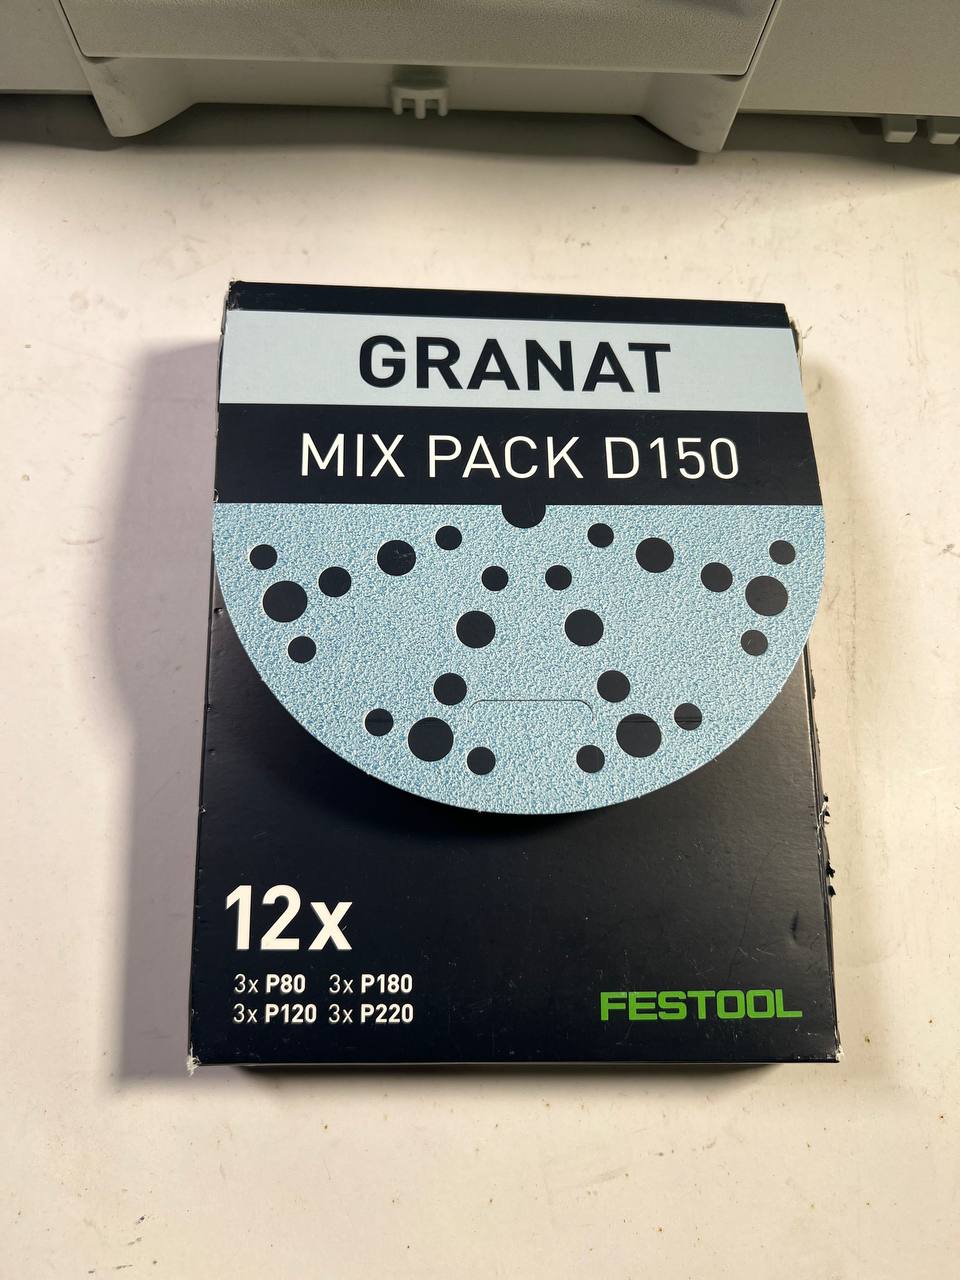 GRANAT
MIX PACK D150
12x
3x P80 3x P180
3x P120 3x P220
FESTOOL